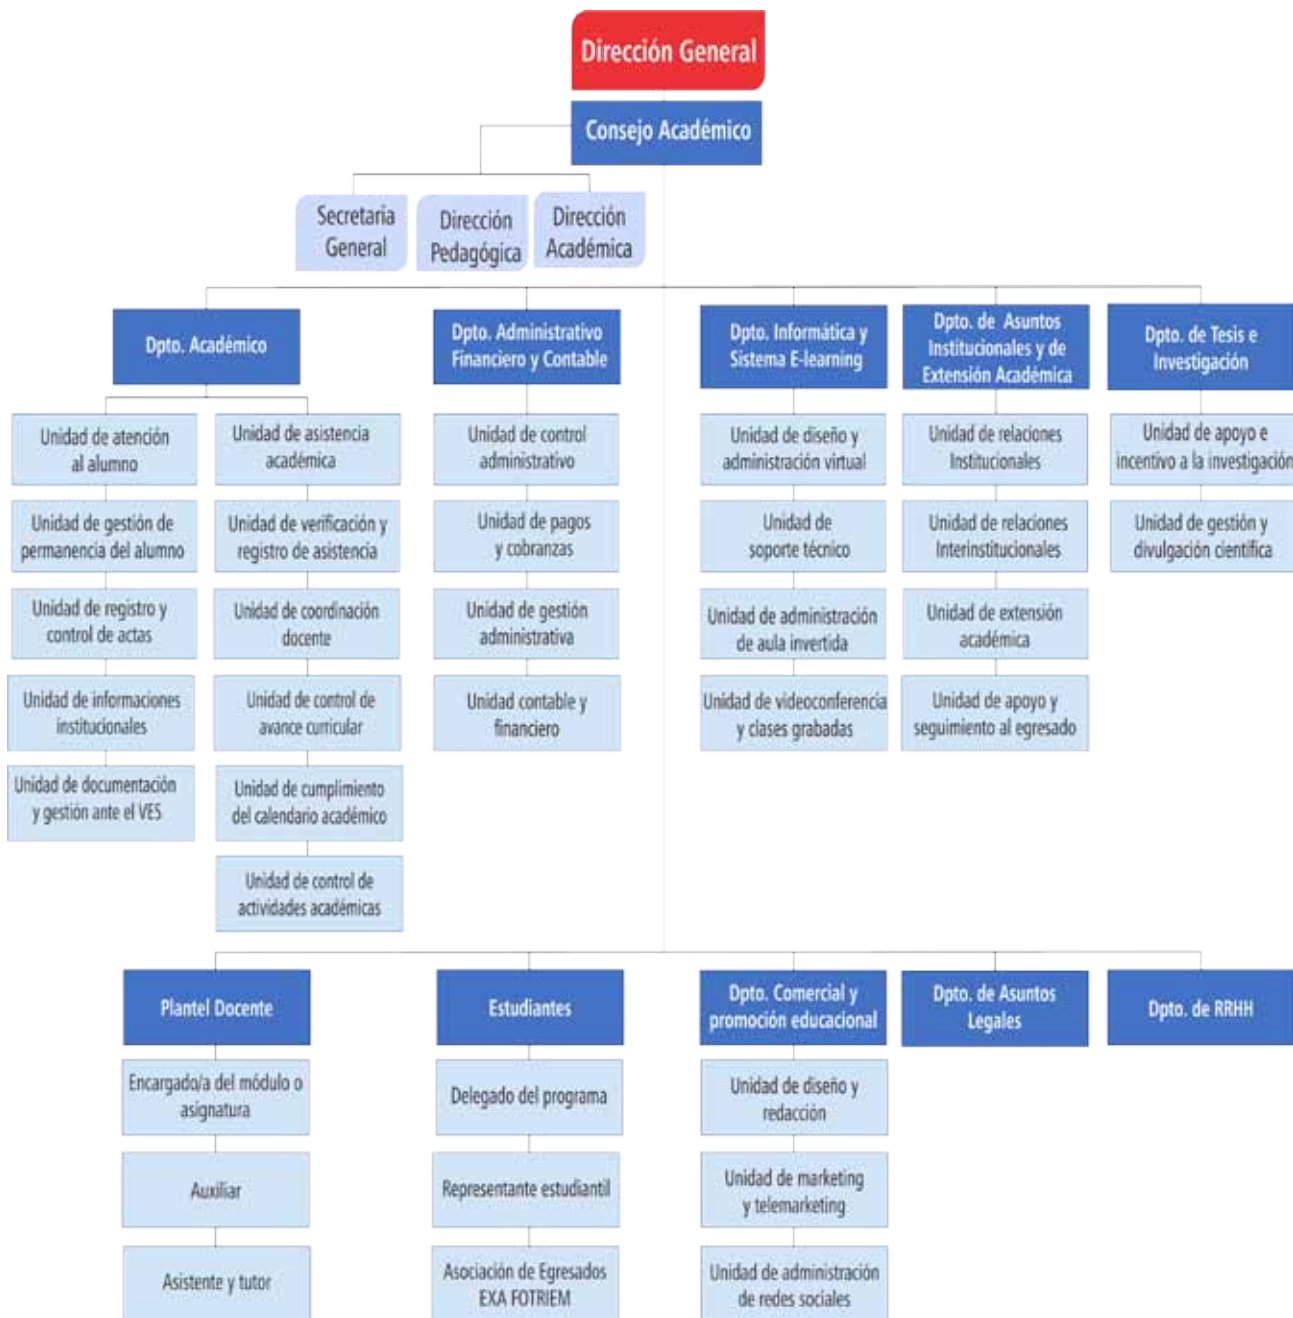 Dirección General
Consejo Académico
Secretaría
General
Dirección
Pedagógica
Dirección
Académica
Dpto. Académico
Dpto. Administrativo
Financiero y Contable
Dpto. Informática y
Sistema E-learning
Dpto. de Asuntos
Institucionales y de
Extensión Académica
Dpto. de Tesis e
Investigación
Unidad de atención
al alumno
Unidad de gestión de
permanencia del alumno
Unidad de registro y
control de actas
Unidad de informaciones
institucionales
Unidad de documentación
y gestión ante el VES
Unidad de asistencia
académica
Unidad de verificación y
registro de asistencia
Unidad de coordinación
docente
Unidad de control de
avance curricular
Unidad de cumplimiento
del calendario académico
Unidad de control de
actividades académicas
Unidad de control
administrativo
Unidad de pagos
y cobranzas
Unidad de gestión
administrativa
Unidad contable y
financiero
Unidad de diseño y
administración virtual
Unidad de
soporte técnico
Unidad de administración
de aula invertida
Unidad de videoconferencia
y clases grabadas
Unidad de relaciones
Institucionales
Unidad de relaciones
Interinstitucionales
Unidad de extensión
académica
Unidad de apoyo y
seguimiento al egresado
Unidad de apoyo e
incentivo a la investigación
Unidad de gestión y
divulgación científica
Plantel Docente
Estudiantes
Dpto. Comercial y
promoción educacional
Dpto. de Asuntos
Legales
Dpto. de RRHH
Encargado/a del módulo o
asignatura
Auxiliar
Asistente y tutor
Delegado del programa
Representante estudiantil
Asociación de Egresados
EXA FOTRIEM
Unidad de diseño y
redacción
Unidad de marketing
y telemarketing
Unidad de administración
de redes sociales